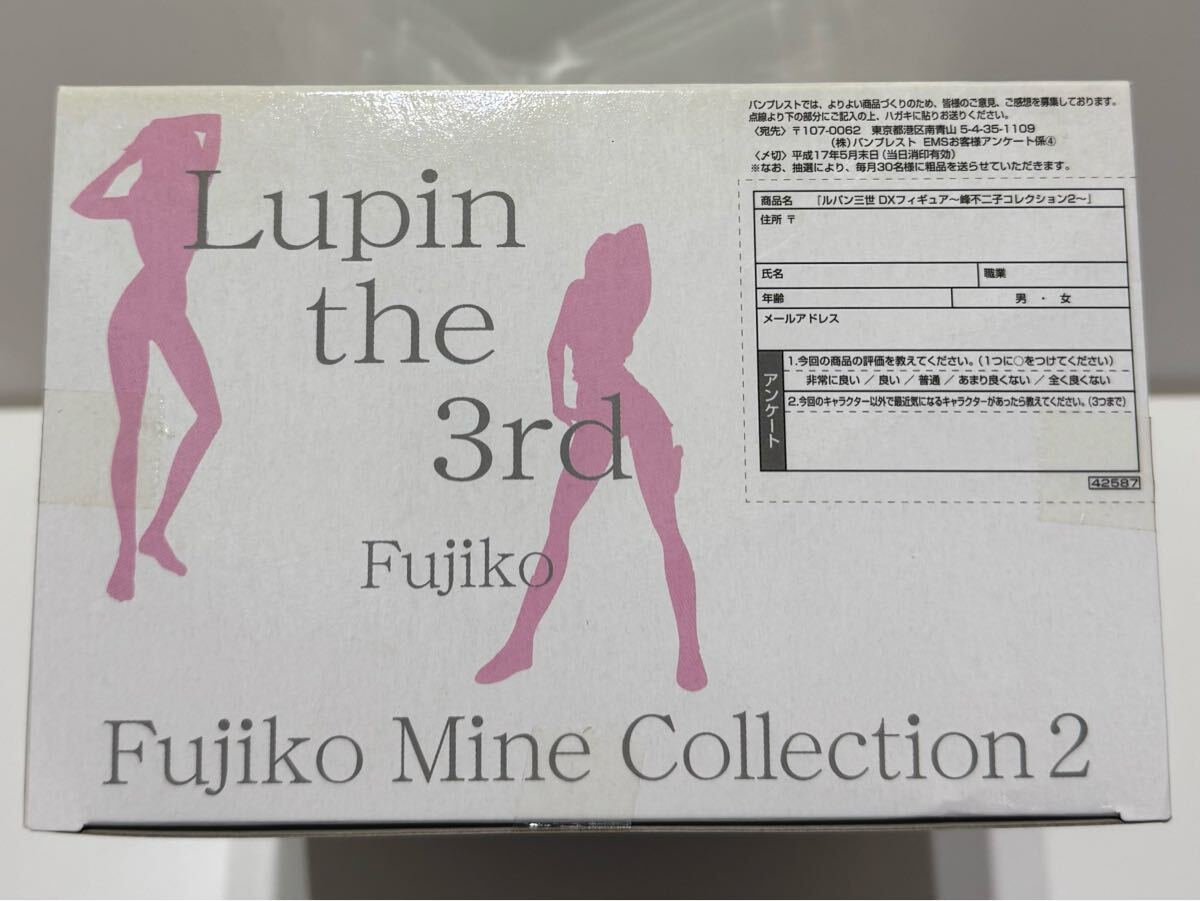 Lupin
the
3rd
Fujiko
Fujiko Mine Collection 2
バンプレストでは、よりよい商品づくりのため、皆様のご意見、ご感想を募集しております。
点線より下の部分にご記入の上、ハガキに貼りお送りください。
〈宛先〉〒107-0062 東京都港区南青山 5-4-35-1109
(株)バンプレスト EMSお客様アンケート係④
〈〆切〉平成17年5月末日(当日消印有効)
※なお、抽選により、毎月30名様に粗品を送らせていただきます。
商品名 「ルパン三世 DXフィギュア〜峰不二子コレクション2〜」
住所 〒
氏名 職業
年齢 男 ・ 女
メールアドレス
アンケート
1.今回の商品の評価を教えてください。(1つに○をつけてください)
非常に良い / 良い / 普通 / あまり良くない / 全く良くない
2.今回のキャラクター以外で最近気になるキャラクターがあったら教えてください。(3つまで)
42587